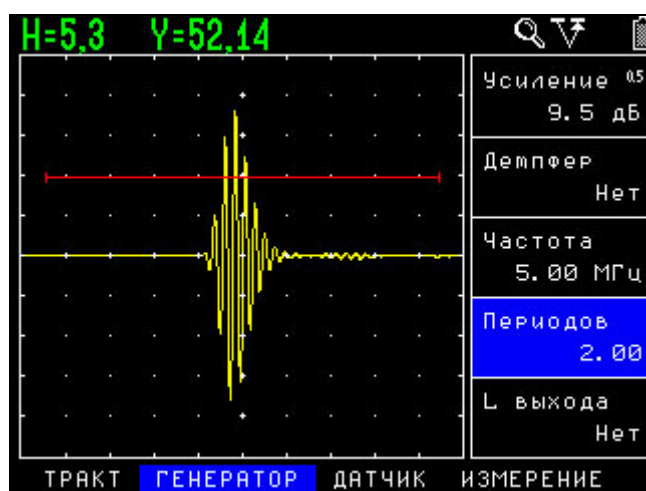 H=5,3 Y=52,14
Усиление 0.5
9.5 дБ
Демпфер
Нет
Частота
5.00 МГц
Периодов
2.00
L выхода
Нет
ТРАКТ ГЕНЕРАТОР ДАТЧИК ИЗМЕРЕНИЕ